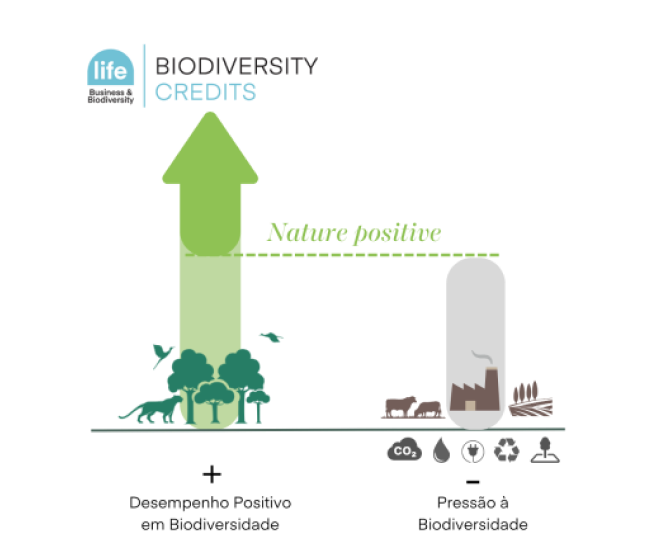 life
Business &
Biodiversity
BIODIVERSITY
CREDITS
Nature positive
CO₂
+
Desempenho Positivo
em Biodiversidade
-
Pressão à
Biodiversidade